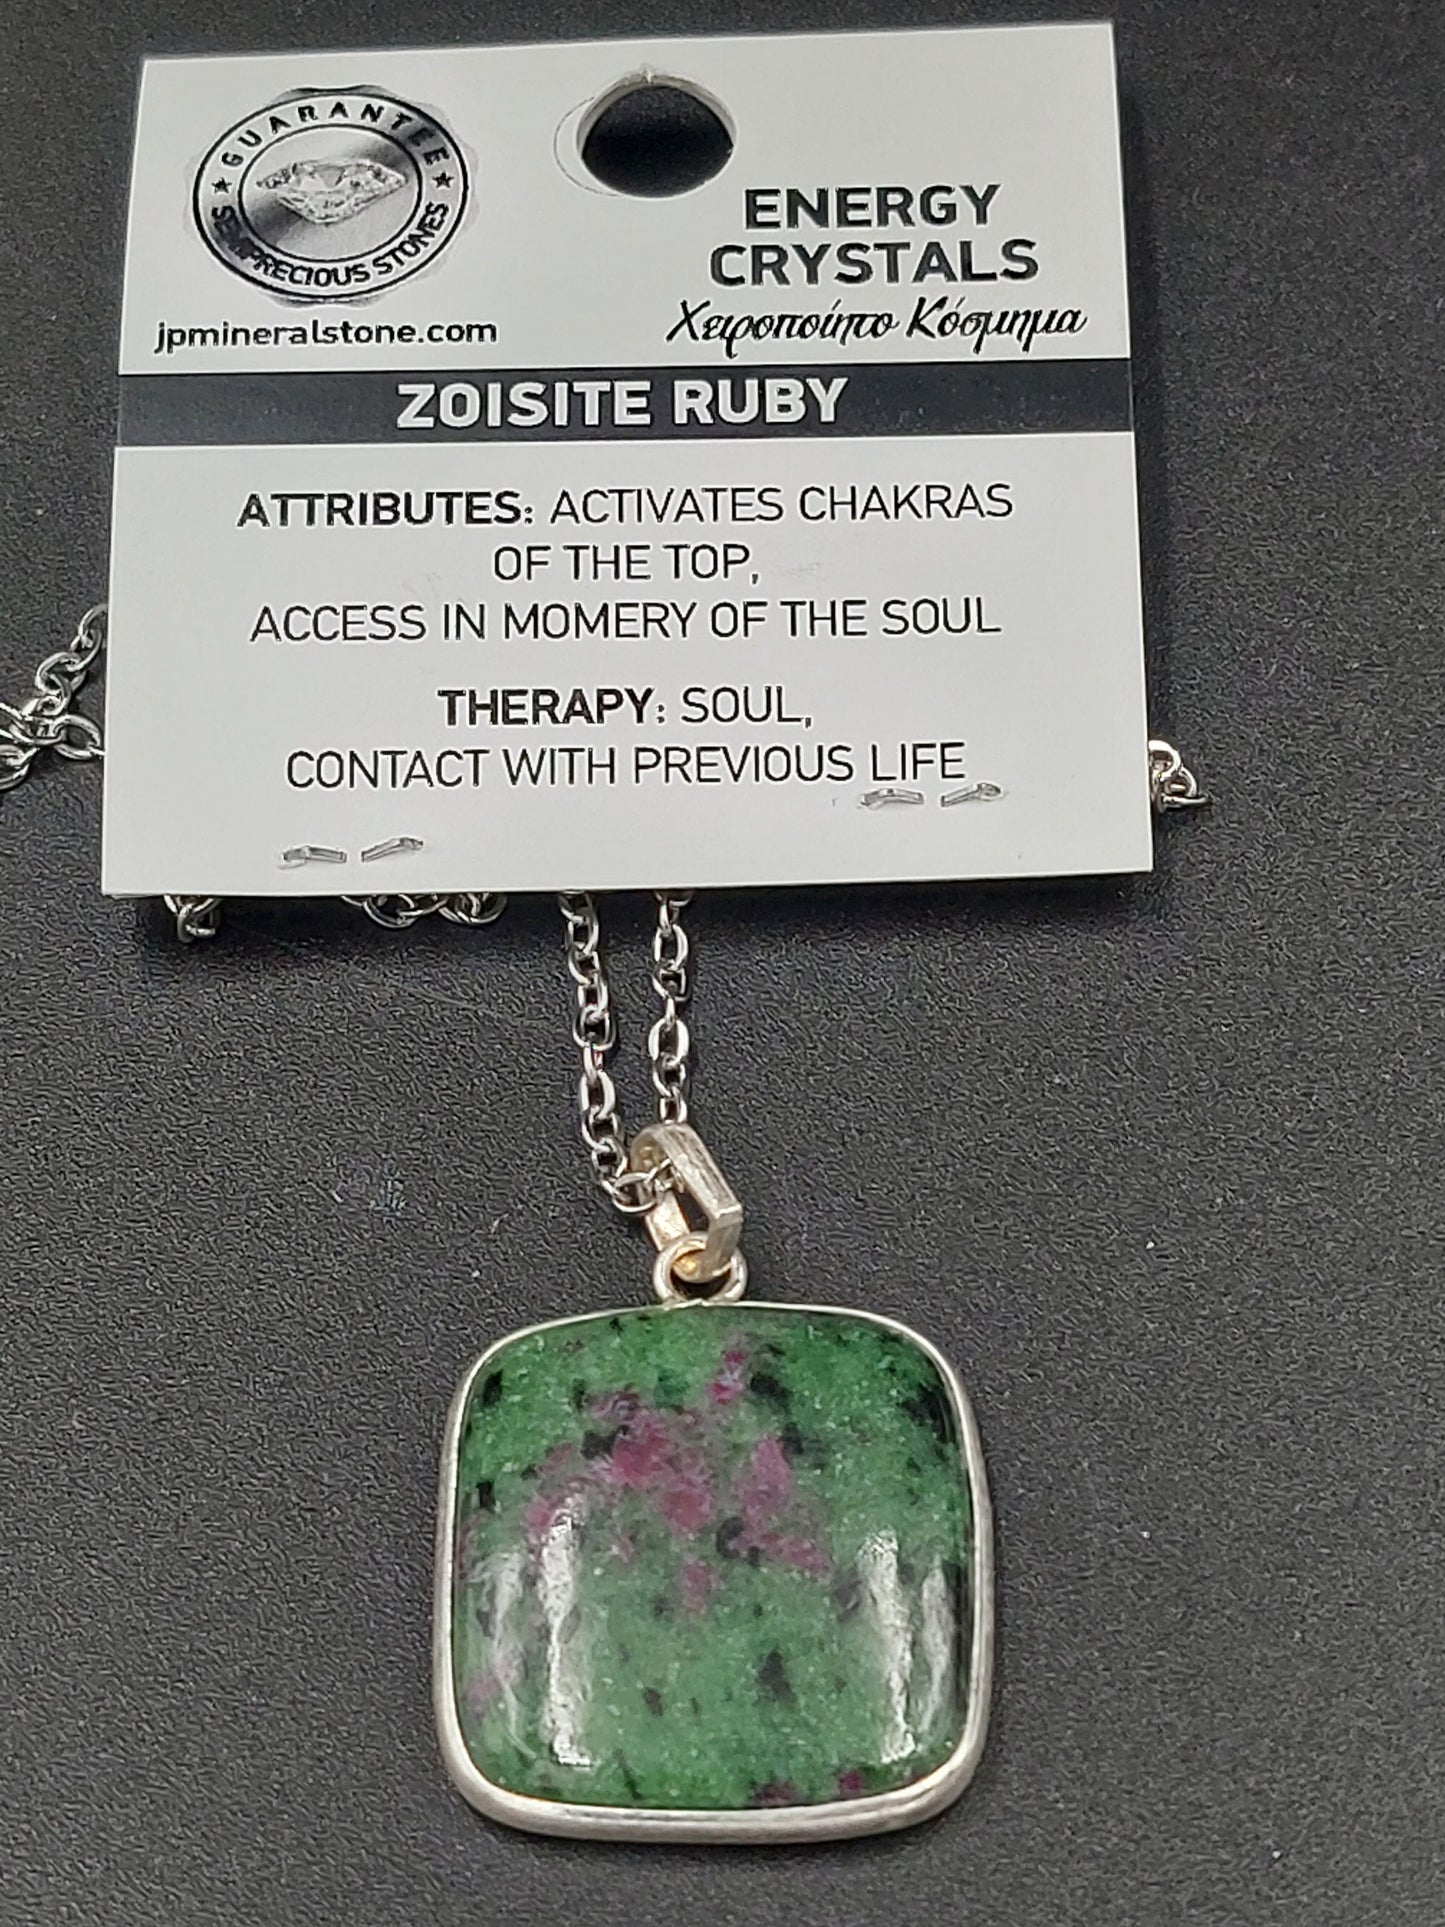 GUARANTEE
SEMIPRECIOUS STONES
jpmineralstone.com
ENERGY
CRYSTALS
Χειροποίητο Κόσμημα
ZOISITE RUBY
ATTRIBUTES: ACTIVATES CHAKRAS
OF THE TOP,
ACCESS IN MOMERY OF THE SOUL
THERAPY: SOUL,
CONTACT WITH PREVIOUS LIFE